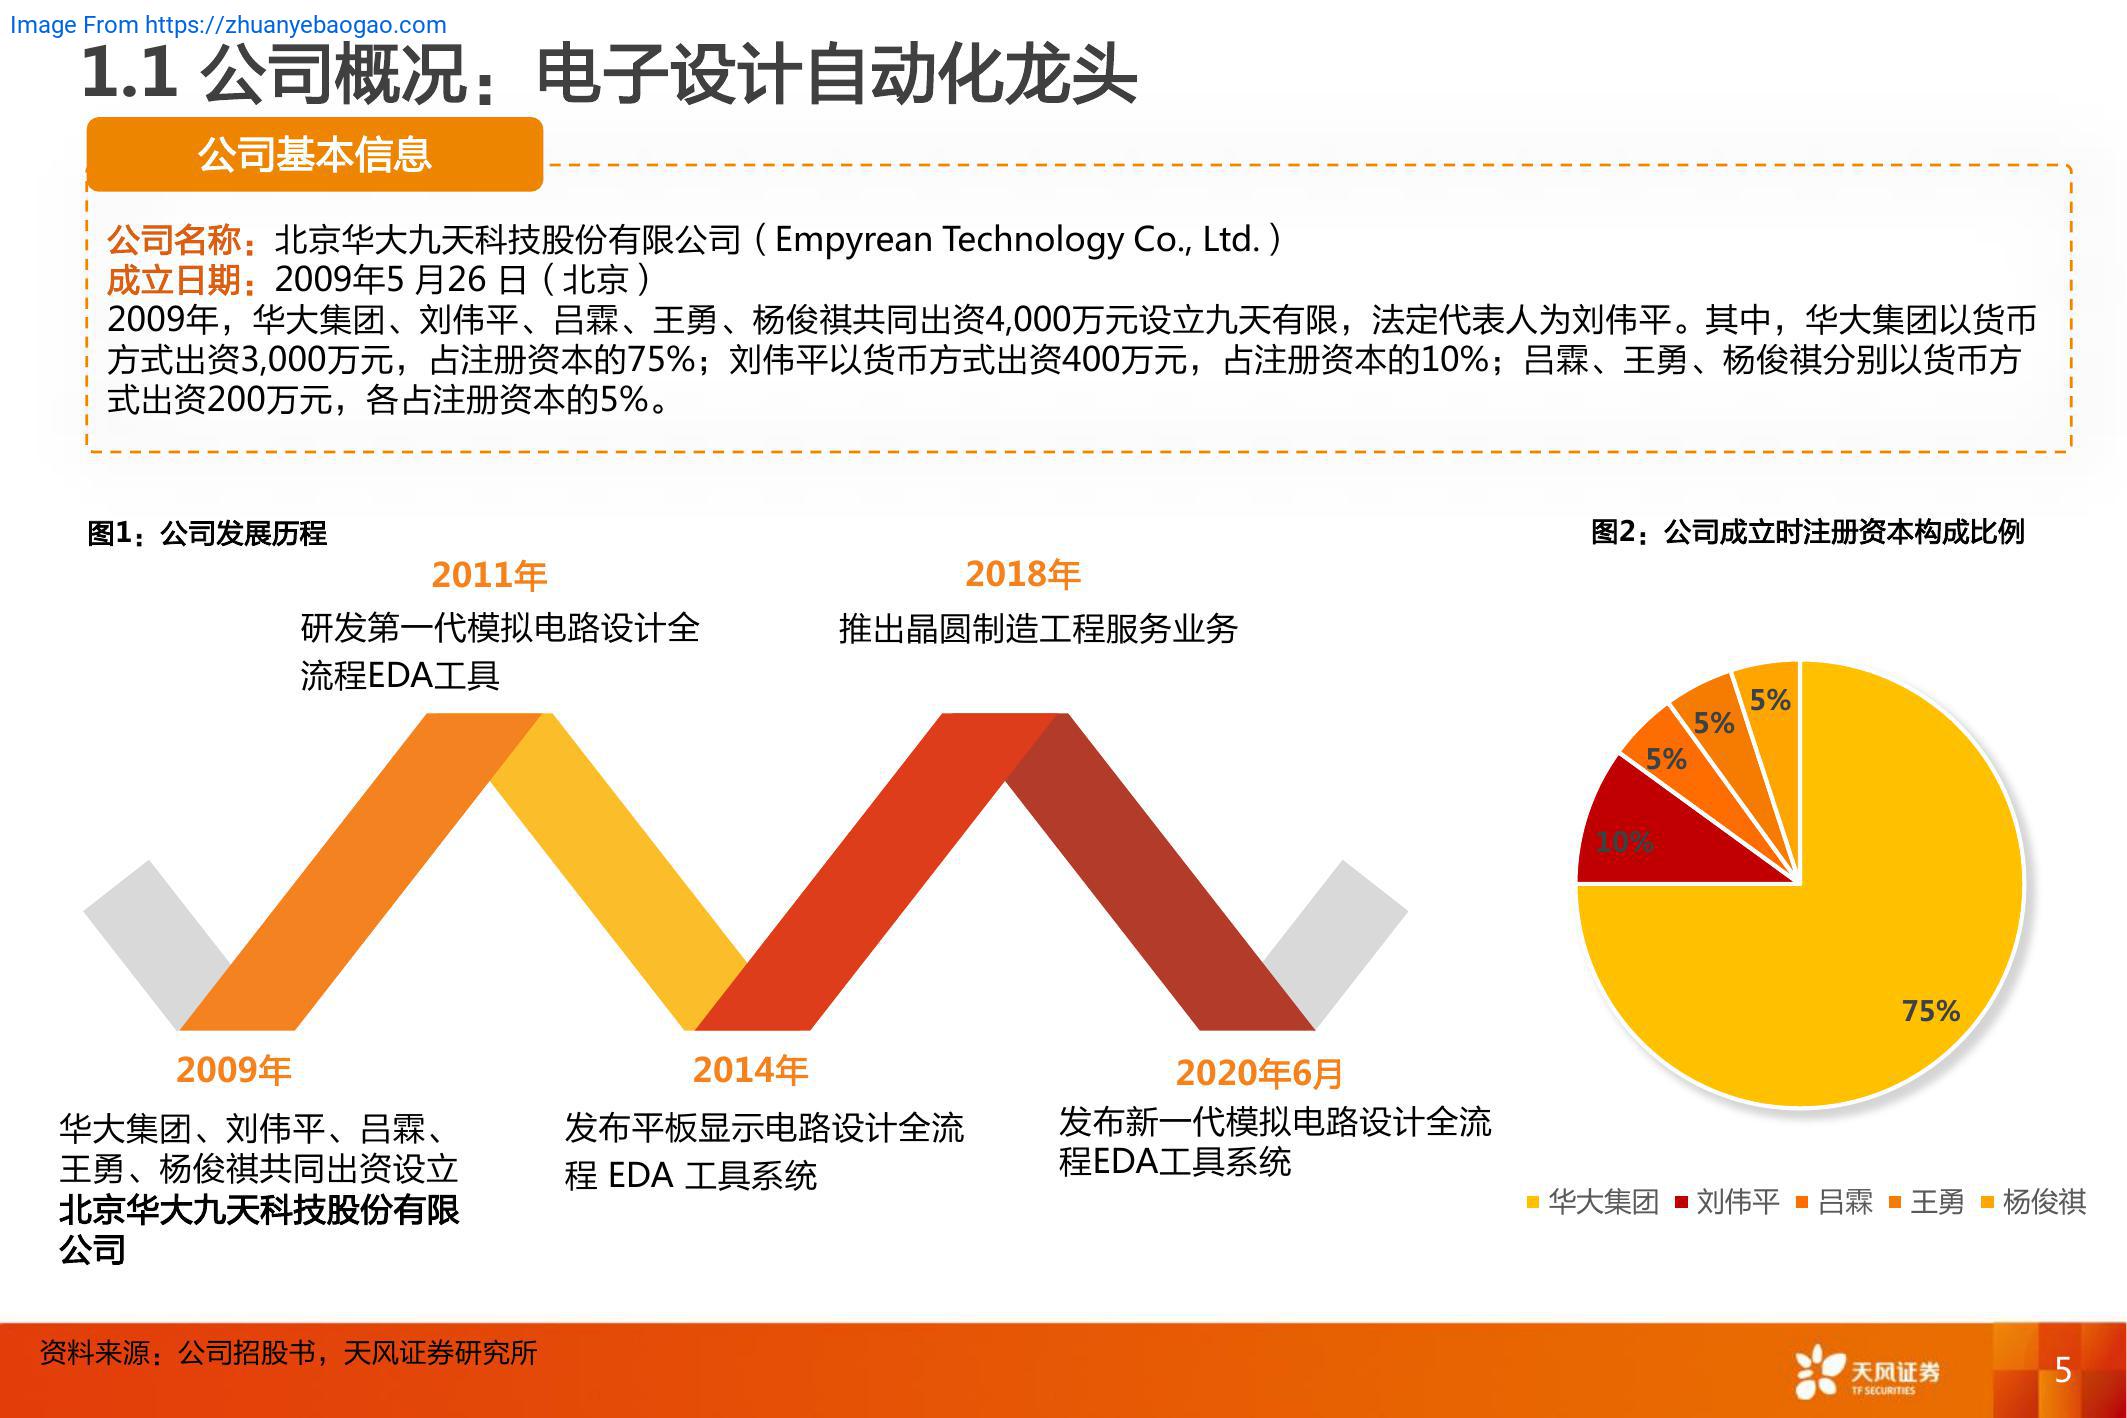 Image From https://zhuanyebaogao.com
1.1 公司概况：电子设计自动化龙头
公司基本信息
公司名称：北京华大九天科技股份有限公司（Empyrean Technology Co., Ltd.）
成立日期：2009年5 月26 日（北京）
2009年，华大集团、刘伟平、吕霖、王勇、杨俊祺共同出资4,000万元设立九天有限，法定代表人为刘伟平。其中，华大集团以货币
方式出资3,000万元，占注册资本的75%；刘伟平以货币方式出资400万元，占注册资本的10%；吕霖、王勇、杨俊祺分别以货币方
式出资200万元，各占注册资本的5%。
图1：公司发展历程
2011年
研发第一代模拟电路设计全
流程EDA工具
2018年
推出晶圆制造工程服务业务
2009年
华大集团、刘伟平、吕霖、
王勇、杨俊祺共同出资设立
北京华大九天科技股份有限
公司
2014年
发布平板显示电路设计全流
程 EDA 工具系统
2020年6月
发布新一代模拟电路设计全流
程EDA工具系统
图2：公司成立时注册资本构成比例
5%
5%
5%
10%
75%
华大集团 刘伟平 吕霖 王勇 杨俊祺
资料来源：公司招股书，天风证券研究所
天风证券
TF SECURITIES
5